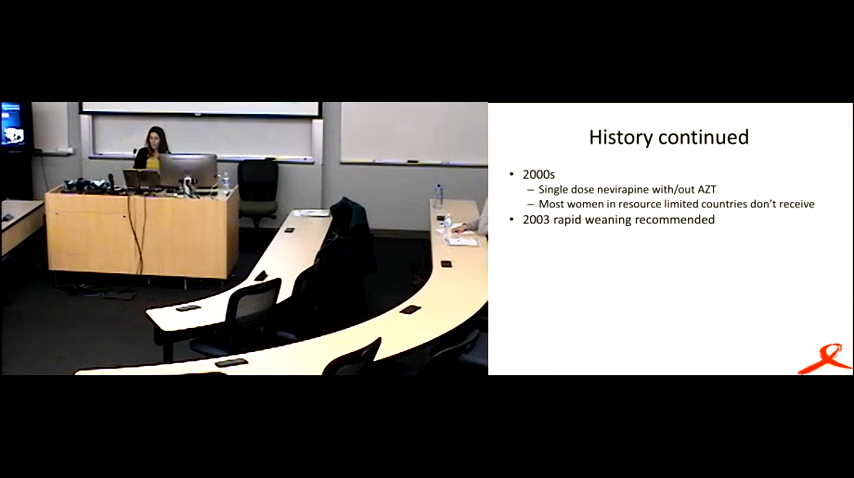 History continued
• 2000s
– Single dose nevirapine with/out AZT
– Most women in resource limited countries don't receive
• 2003 rapid weaning recommended